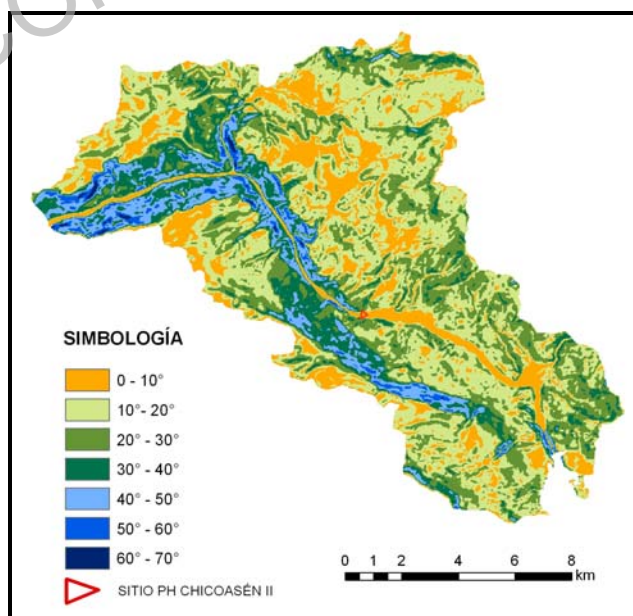 CO
SIMBOLOGÍA
0 - 10°
10°- 20°
20° - 30°
30° - 40°
40° - 50°
50° - 60°
60° - 70°
SITIO PH CHICOASÉN II
0 1 2 4 6 8
km